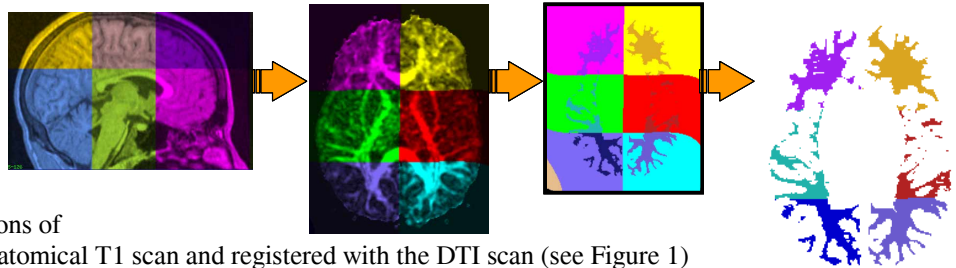 ons of
atomical T1 scan and registered with the DTI scan (see Figure 1)